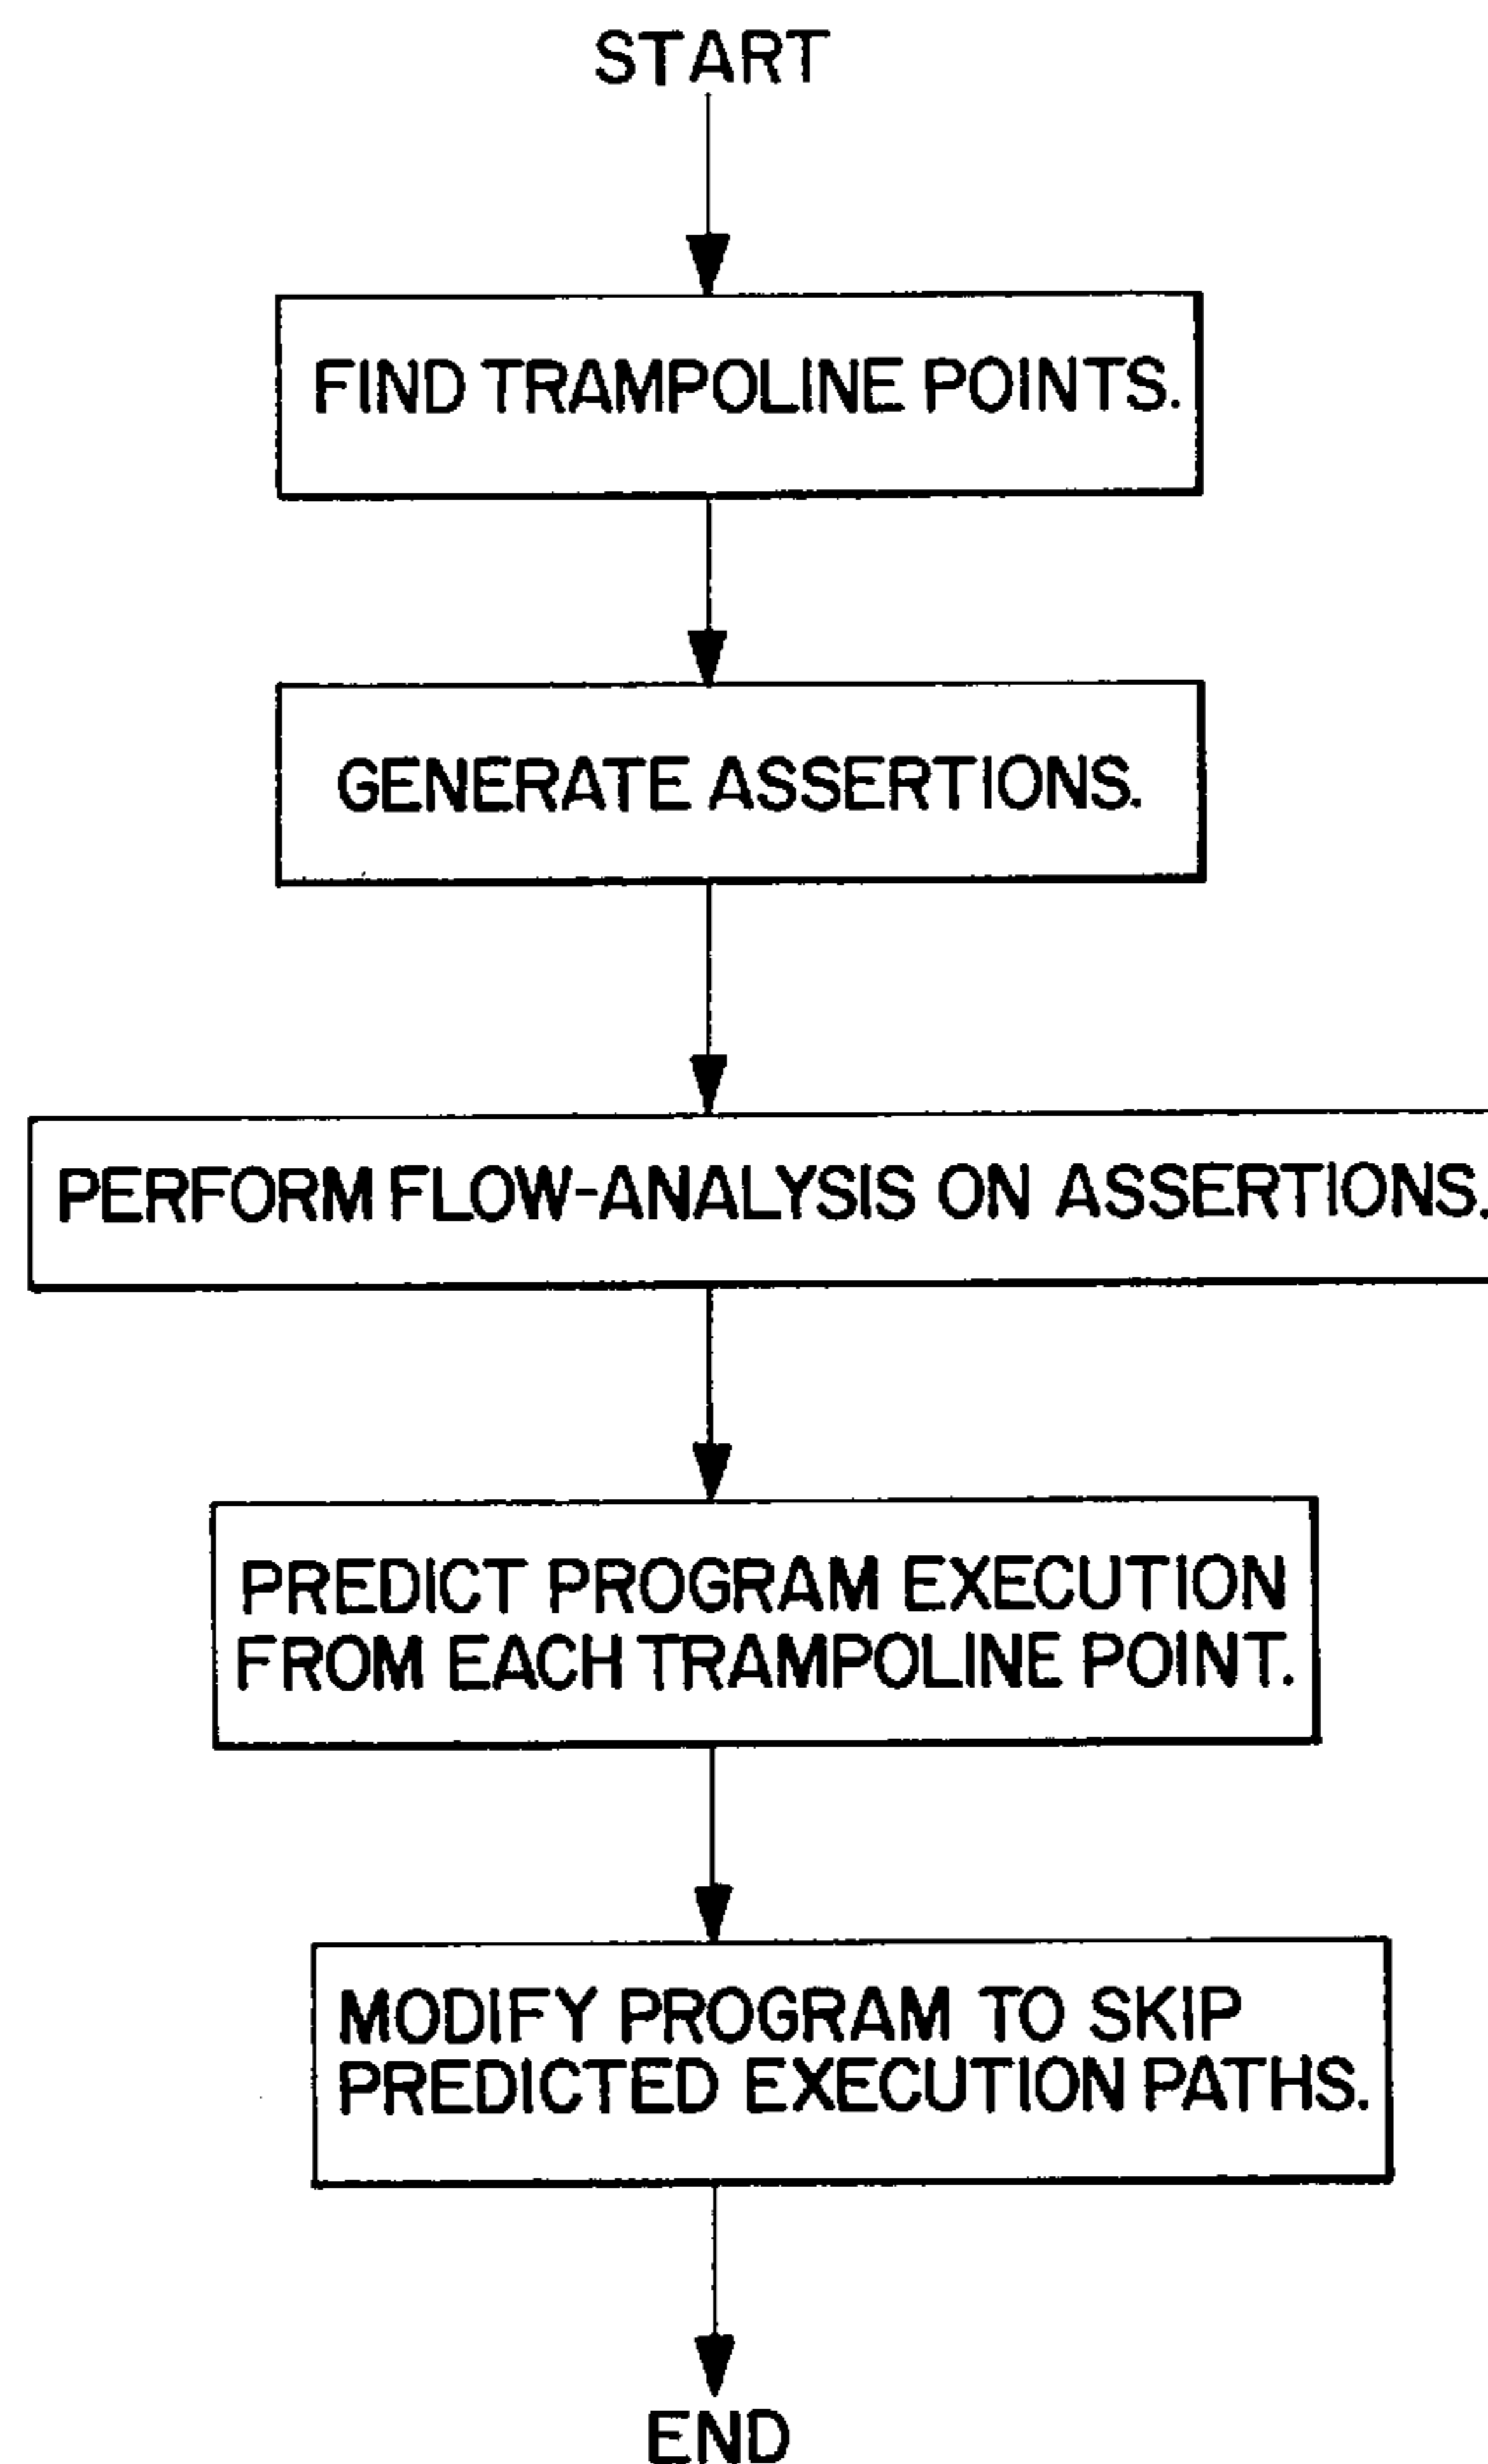 START
FIND TRAMPOLINE POINTS.
GENERATE ASSERTIONS.
PERFORM FLOW-ANALYSIS ON ASSERTIONS.
PREDICT PROGRAM EXECUTION
FROM EACH TRAMPOLINE POINT.
MODIFY PROGRAM TO SKIP
PREDICTED EXECUTION PATHS.
END